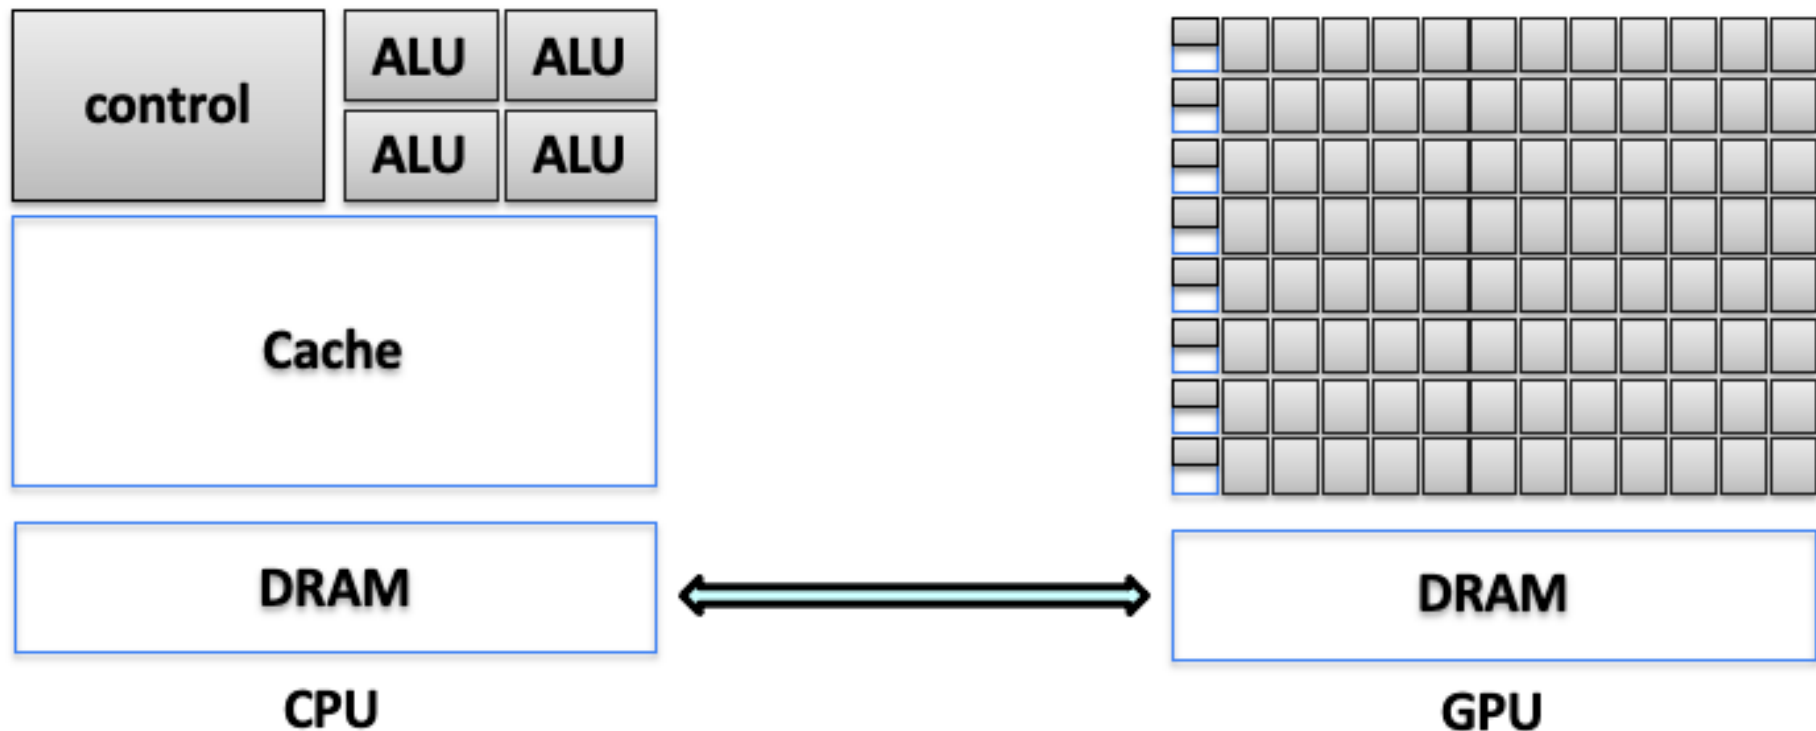 control
ALU ALU
ALU ALU
Cache
DRAM
CPU
DRAM
GPU